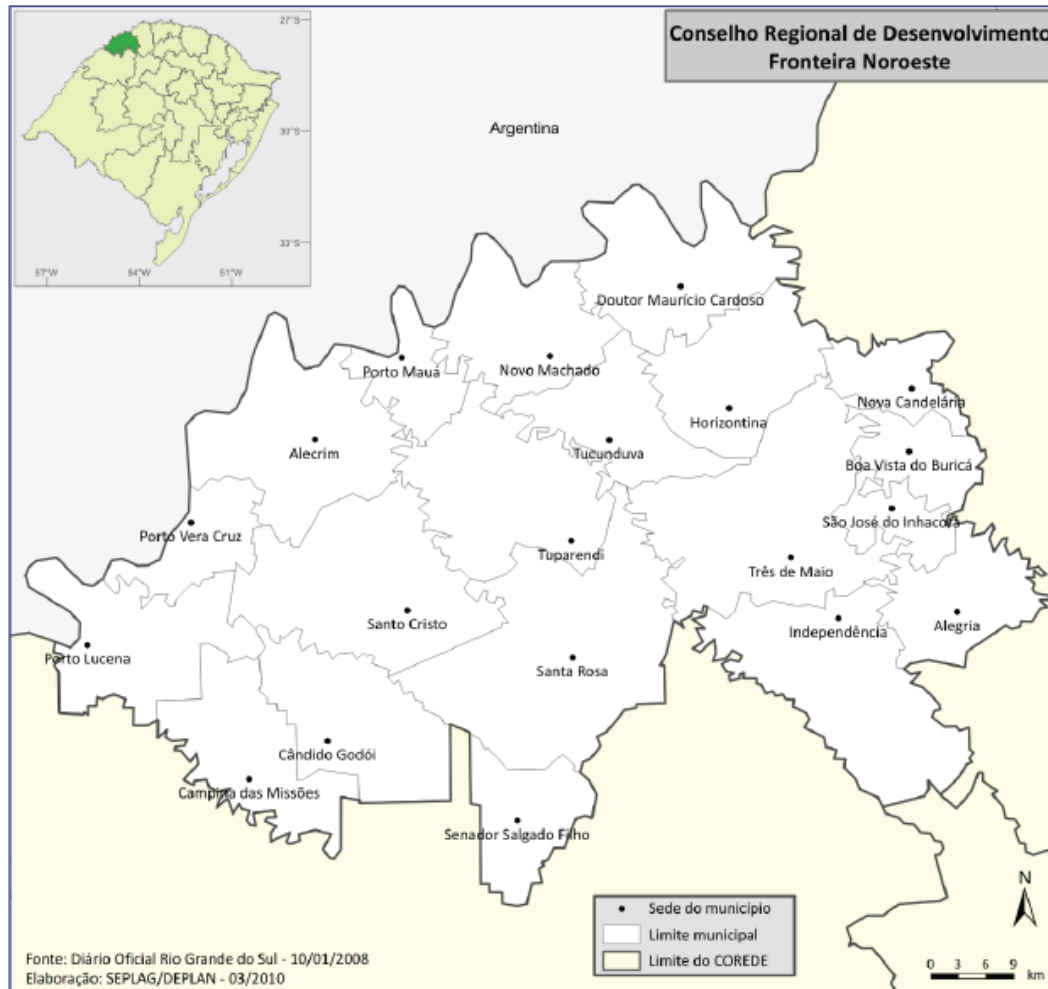 Conselho Regional de Desenvolvimento
Fronteira Noroeste
27°S
30°S
33°S
57°W
54°W
51°W
Argentina
Doutor Maurício Cardoso
Porto Mauá
Novo Machado
Nova Candelária
Horizontina
Alecrim
Tucunduva
Boa Vista do Buricá
São José do Inhacorá
Porto Vera Cruz
Tuparendi
Três de Maio
Santo Cristo
Independência
Alegria
Porto Lucena
Santa Rosa
Cândido Godói
Campina das Missões
Senador Salgado Filho
N
Sede do município
Limite municipal
Limite do COREDE
0 3 6 9
km
Fonte: Diário Oficial Rio Grande do Sul - 10/01/2008
Elaboração: SEPLAG/DEPLAN - 03/2010